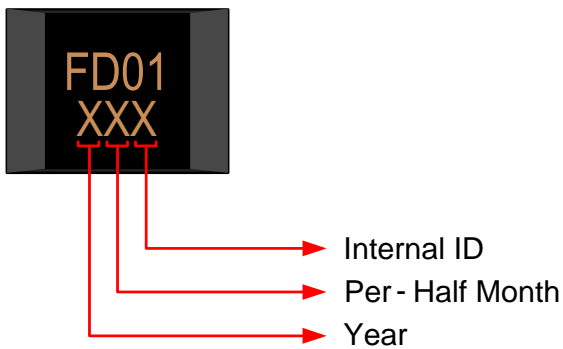 FD01
XXX
Internal ID
Per - Half Month
Year